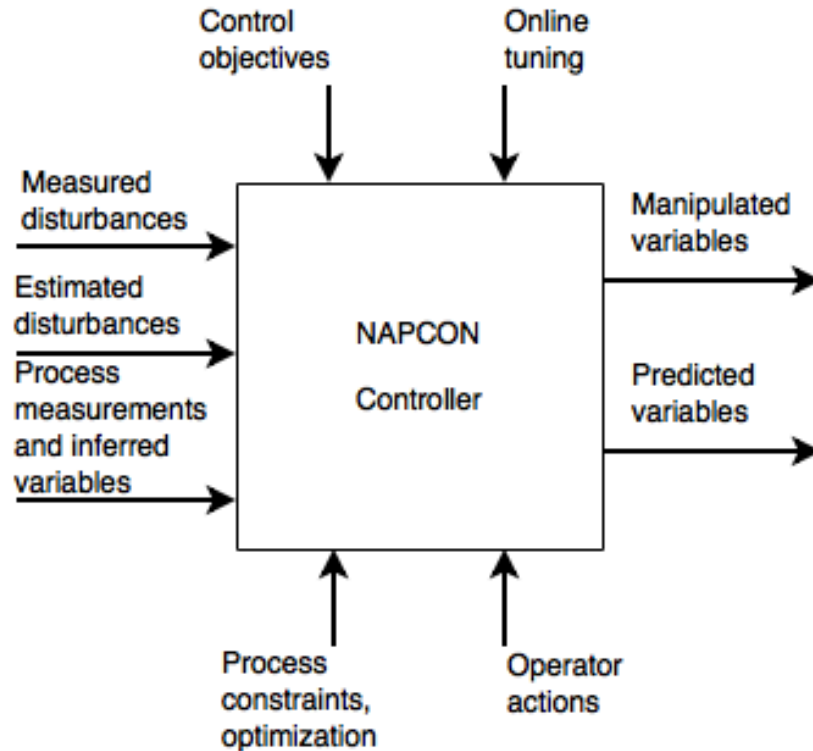 Control
objectives
Online
tuning
Measured
disturbances
Estimated
disturbances
Process
measurements
and inferred
variables
NAPCON
Controller
Manipulated
variables
Predicted
variables
Process
constraints,
optimization
Operator
actions